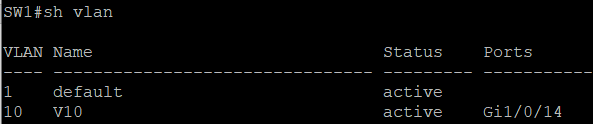 SW1#sh vlan
VLAN Name                             Status    Ports
---- -------------------------------- --------- -----------
1    default                          active
10   V10                              active    Gi1/0/14